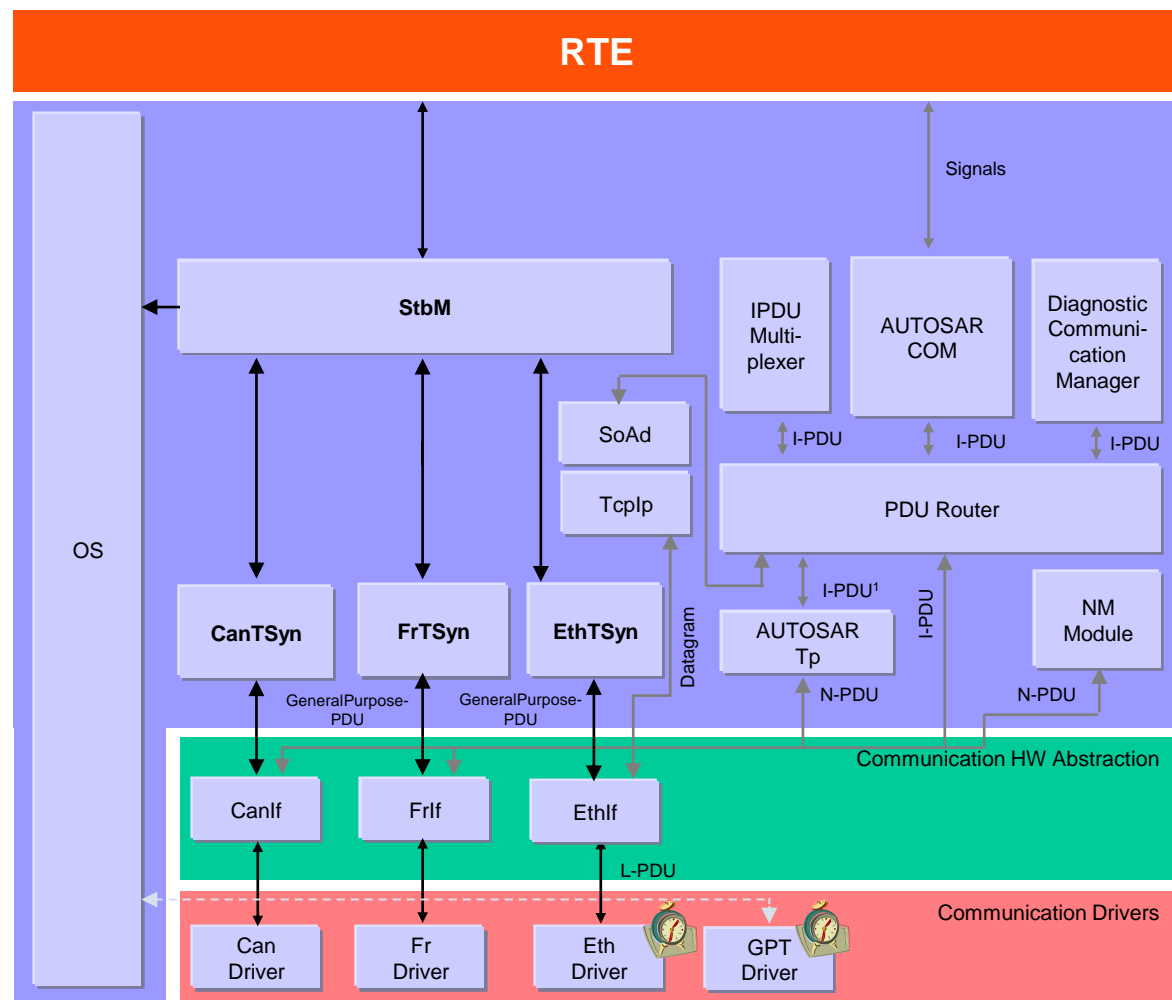 RTE
Signals
StbM
IPDU
Multi-
plexer
AUTOSAR
COM
Diagnostic
Communi-
cation
Manager
SoAd
I-PDU
I-PDU
I-PDU
TcpIp
PDU Router
OS
CanTSyn
FrTSyn
EthTSyn
Datagram
I-PDU¹
I-PDU
AUTOSAR
Tp
NM
Module
GeneralPurpose-
PDU
GeneralPurpose-
PDU
N-PDU
N-PDU
Communication HW Abstraction
CanIf
FrIf
EthIf
L-PDU
Communication Drivers
Can
Driver
Fr
Driver
Eth
Driver
GPT
Driver